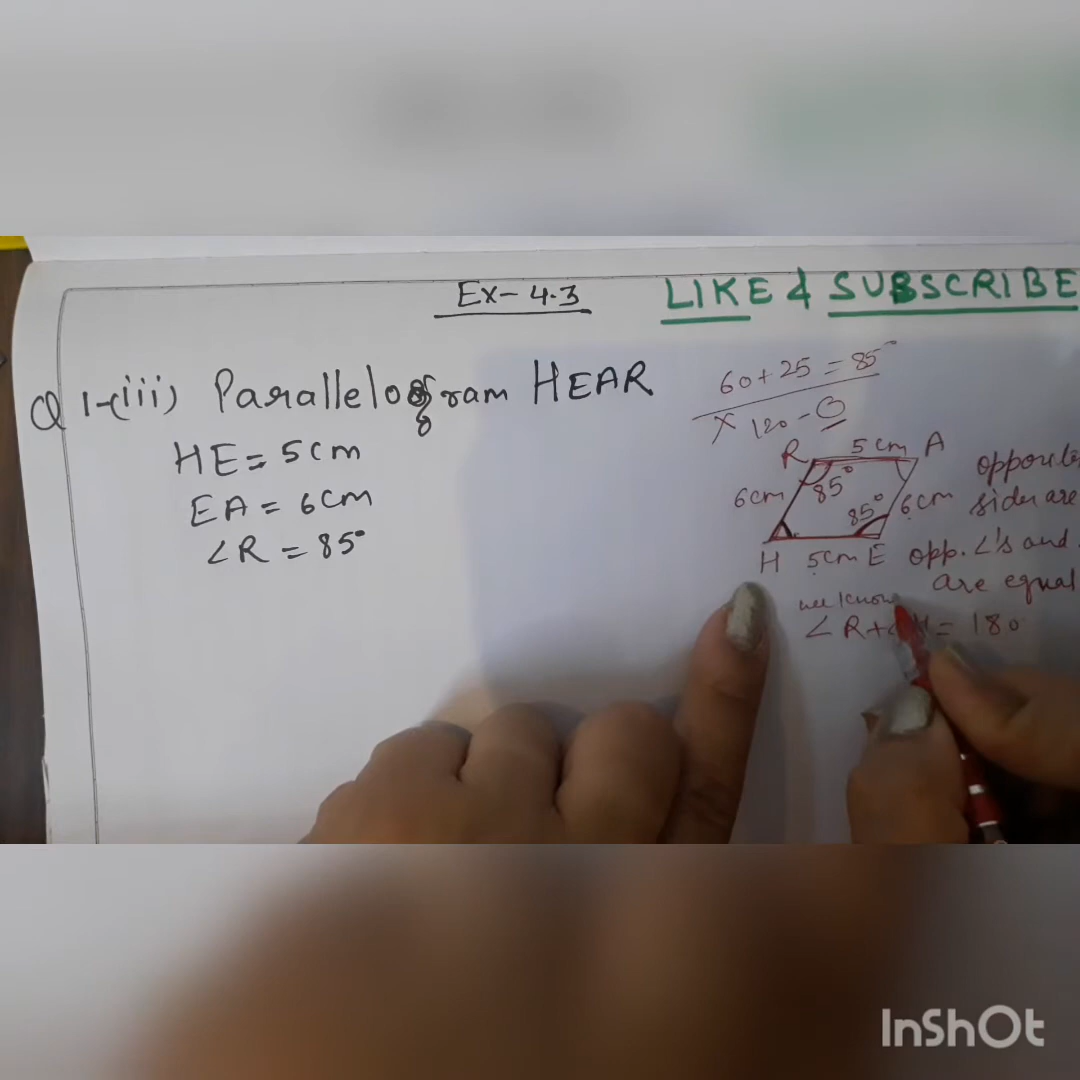 Ex-4.3
LIKE & SUBSCRIBE
Q 1-(iii) Parallelogram HEAR
HE = 5cm
EA = 6cm
∠R = 85°
60+25 = 85°
120 -
R 5cm A
6cm 85°
85° 6cm
H 5cm E
opposite
sides are
opp. ∠'s and
are equal
we know
∠R+∠H = 180
InShOt